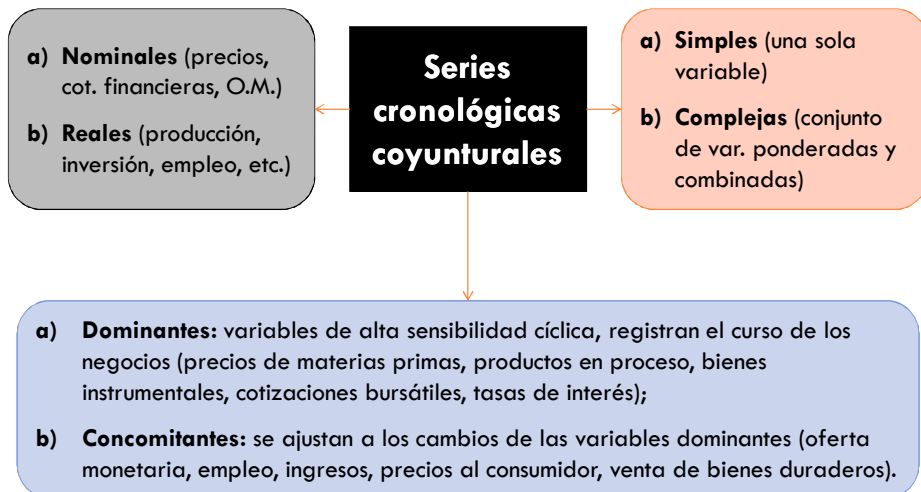 a) Nominales (precios,
cot. financieras, O.M.)
b) Reales (producción,
inversión, empleo, etc.)
Series
cronológicas
coyunturales
a) Simples (una sola
variable)
b) Complejas (conjunto
de var. ponderadas y
combinadas)
a) Dominantes: variables de alta sensibilidad cíclica, registran el curso de los
negocios (precios de materias primas, productos en proceso, bienes
instrumentales, cotizaciones bursátiles, tasas de interés);
b) Concomitantes: se ajustan a los cambios de las variables dominantes (oferta
monetaria, empleo, ingresos, precios al consumidor, venta de bienes duraderos).